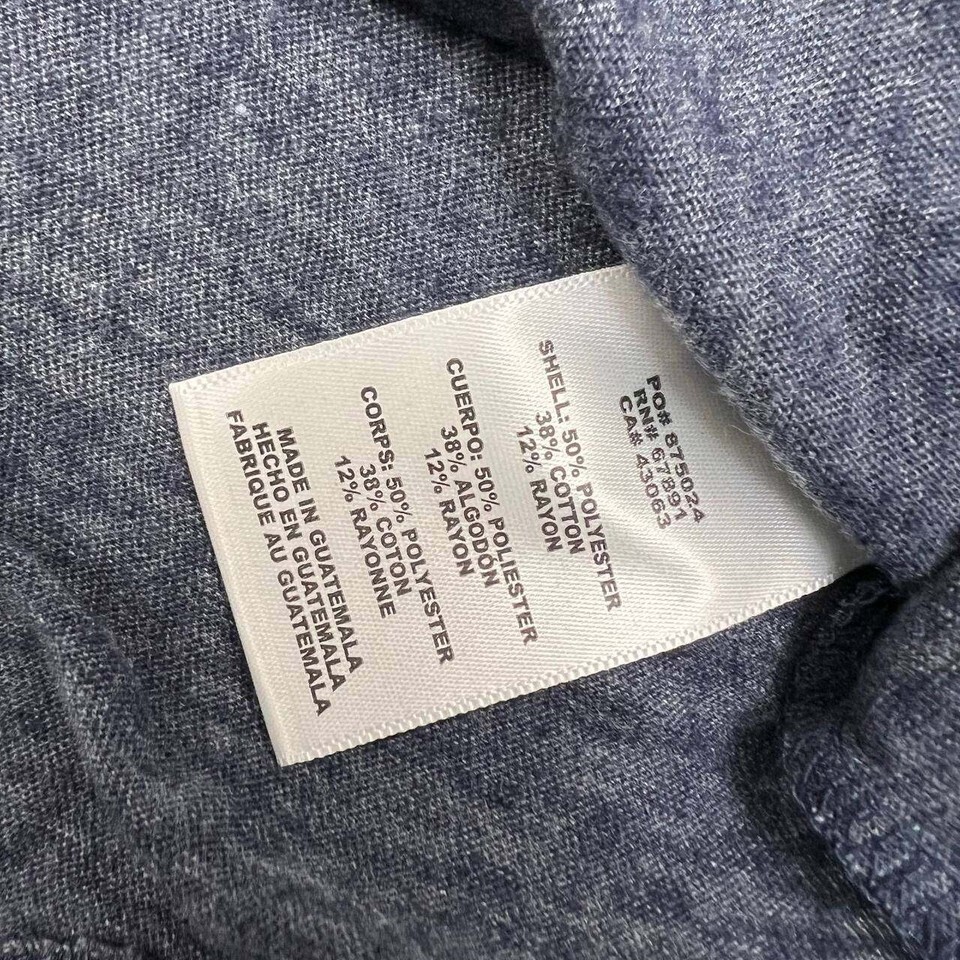 PO# 875024
RN# 67891
CA# 43063
SHELL: 50% POLYESTER
38% COTTON
12% RAYON
CUERPO: 50% POLIESTER
38% ALGODÓN
12% RAYON
CORPS: 50% POLYESTER
38% COTON
12% RAYONNE
MADE IN GUATEMALA
HECHO EN GUATEMALA
FABRIQUE AU GUATEMALA